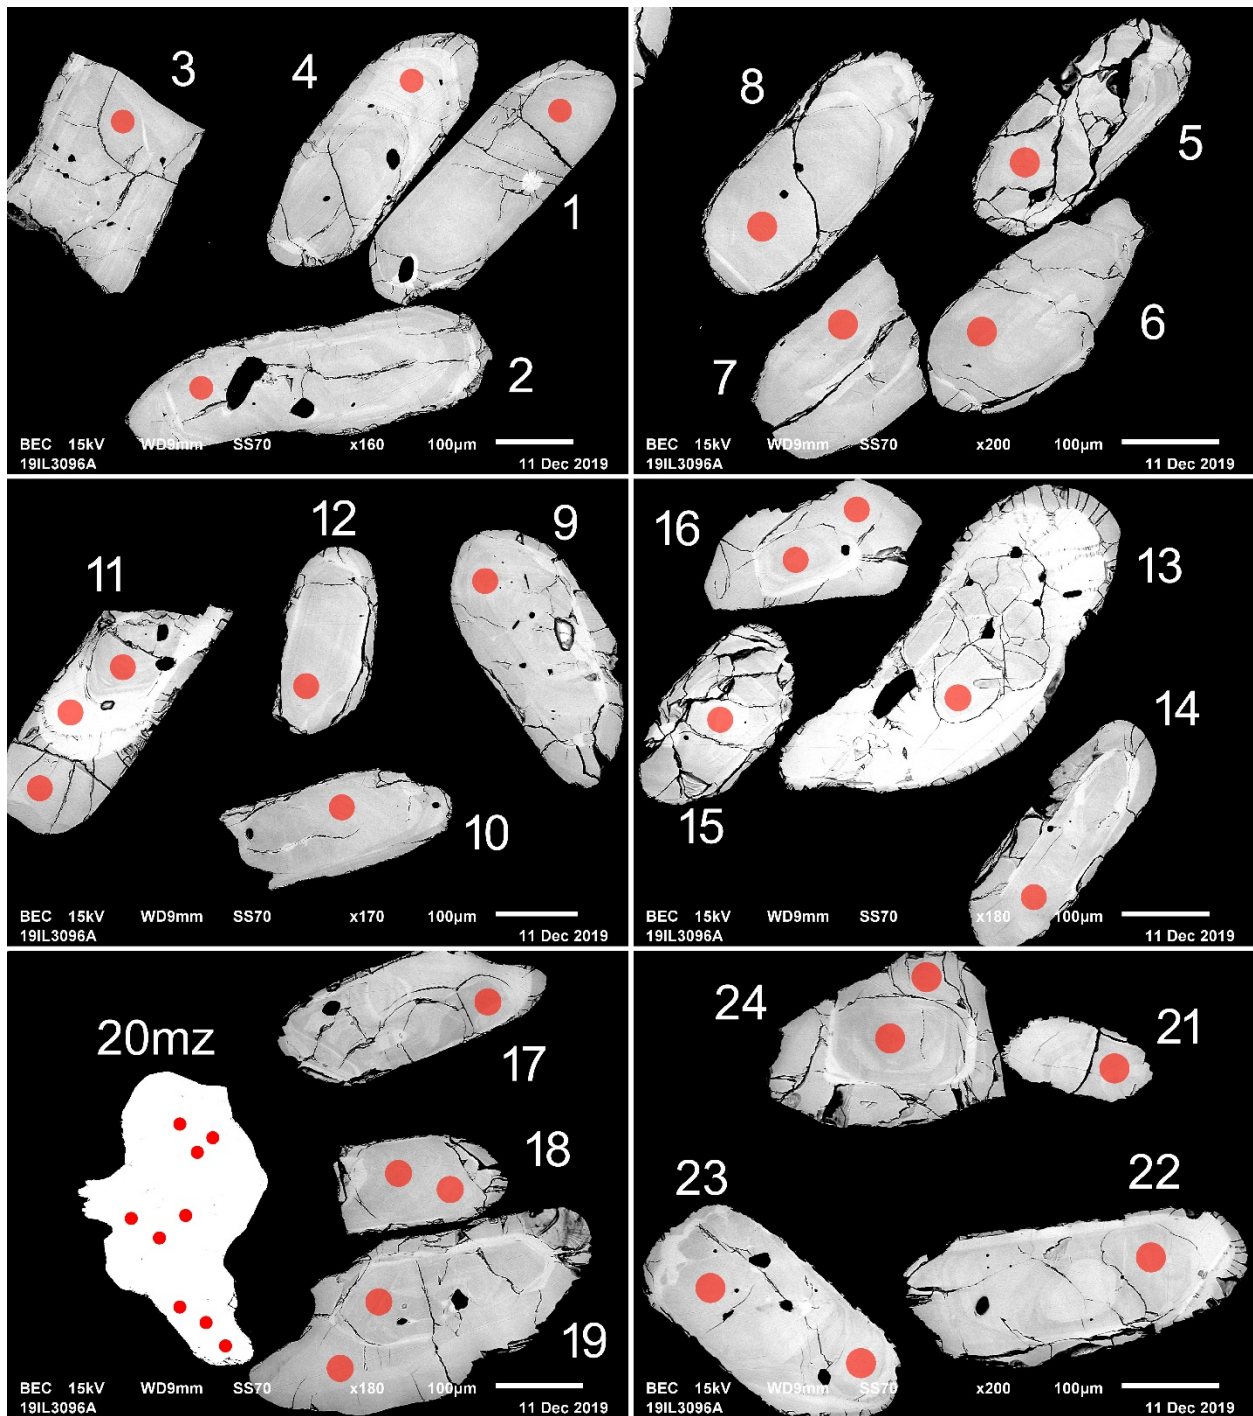 3 4 1 2
BEC 15kV WD9mm SS70 x160 100µm
19IL3096A 11 Dec 2019
8 5 7 6
BEC 15kV WD9mm SS70 x200 100µm
19IL3096A 11 Dec 2019
12 9 11 10
BEC 15kV WD9mm SS70 x170 100µm
19IL3096A 11 Dec 2019
16 13 14 15
BEC 15kV WD9mm SS70 x180 100µm
19IL3096A 11 Dec 2019
20mz 17 18 19
BEC 15kV WD9mm SS70 x180 100µm
19IL3096A 11 Dec 2019
24 21 23 22
BEC 15kV WD9mm SS70 x200 100µm
19IL3096A 11 Dec 2019